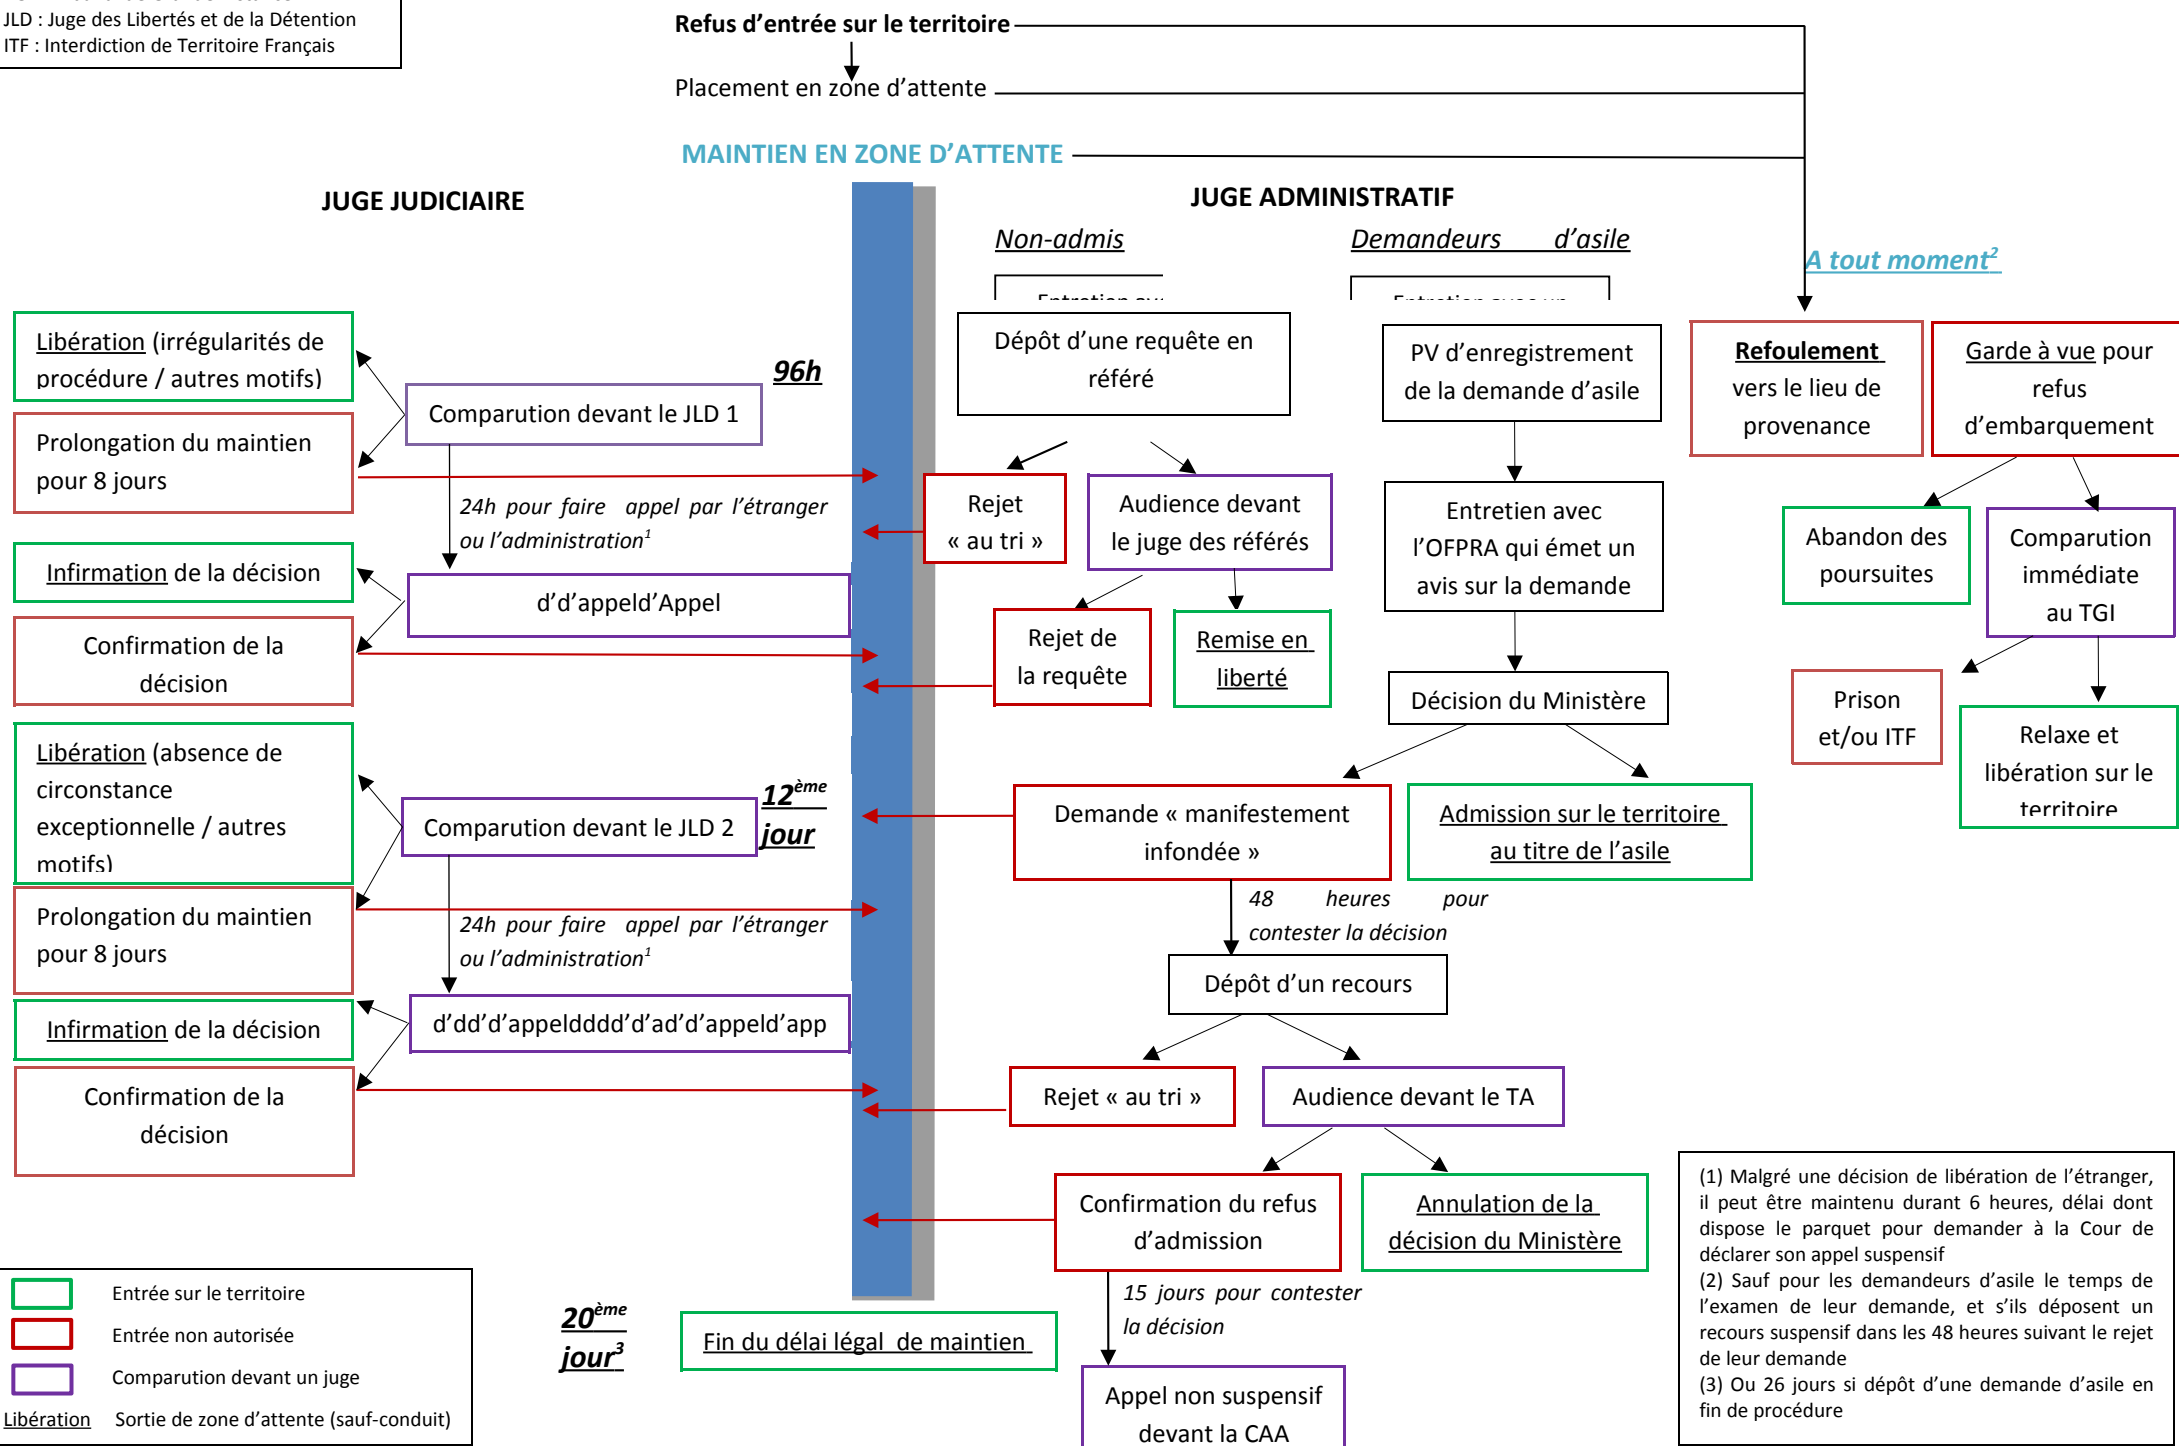 JLD : Juge des Libertés et de la Détention
ITF : Interdiction de Territoire Français
Refus d’entrée sur le territoire
Placement en zone d’attente
MAINTIEN EN ZONE D’ATTENTE
JUGE JUDICIAIRE
JUGE ADMINISTRATIF
Non-admis
Demandeurs d’asile
A tout moment²
Libération (irrégularités de
procédure / autres motifs)
Prolongation du maintien
pour 8 jours
Comparution devant le JLD 1
96h
24h pour faire appel par l’étranger
ou l’administration¹
Infirmation de la décision
Confirmation de la
décision
d’d’appeld’Appel
Libération (absence de
circonstance
exceptionnelle / autres
motifs)
Prolongation du maintien
pour 8 jours
Comparution devant le JLD 2
12ème
jour
24h pour faire appel par l’étranger
ou l’administration¹
Infirmation de la décision
Confirmation de la
décision
d’dd’d’appeldddd’d’ad’d’appeld’app
Entretien avec un
Dépôt d’une requête en
référé
Rejet
« au tri »
Audience devant
le juge des référés
Rejet de
la requête
Remise en
liberté
PV d’enregistrement
de la demande d’asile
Entretien avec
l’OFPRA qui émet un
avis sur la demande
Décision du Ministère
Demande « manifestement
infondée »
Admission sur le territoire
au titre de l’asile
48 heures pour
contester la décision
Dépôt d’un recours
Rejet « au tri »
Audience devant le TA
Confirmation du refus
d’admission
Annulation de la
décision du Ministère
15 jours pour contester
la décision
Appel non suspensif
devant la CAA
Refoulement
vers le lieu de
provenance
Garde à vue pour
refus
d’embarquement
Abandon des
poursuites
Comparution
immédiate
au TGI
Prison
et/ou ITF
Relaxe et
libération sur le
territoire
20ème
jour³
Fin du délai légal de maintien
Entrée sur le territoire
Entrée non autorisée
Comparution devant un juge
Libération Sortie de zone d’attente (sauf-conduit)
(1) Malgré une décision de libération de l’étranger,
il peut être maintenu durant 6 heures, délai dont
dispose le parquet pour demander à la Cour de
déclarer son appel suspensif
(2) Sauf pour les demandeurs d’asile le temps de
l’examen de leur demande, et s’ils déposent un
recours suspensif dans les 48 heures suivant le rejet
de leur demande
(3) Ou 26 jours si dépôt d’une demande d’asile en
fin de procédure